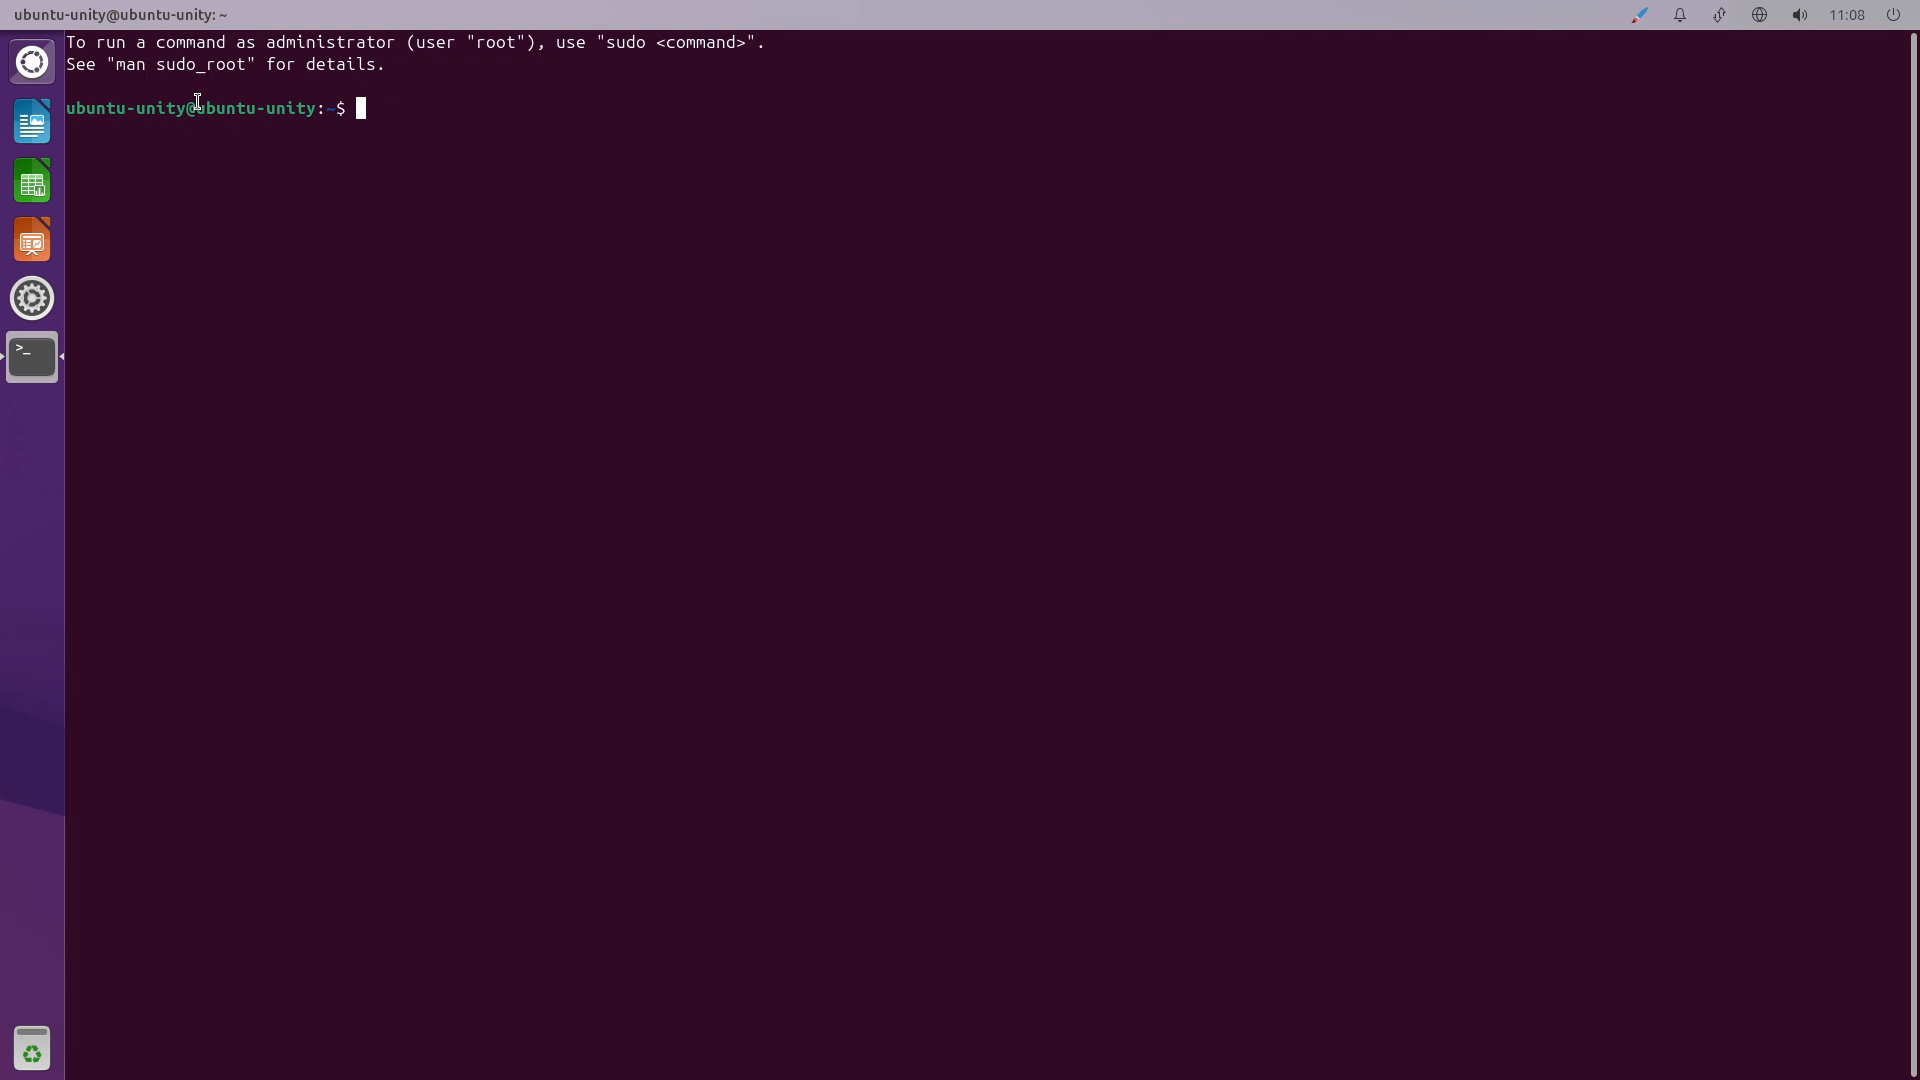 ubuntu-unity@ubuntu-unity: ~
11:08
To run a command as administrator (user "root"), use "sudo <command>".
See "man sudo_root" for details.
ubuntu-unity@ubuntu-unity:~$
>_